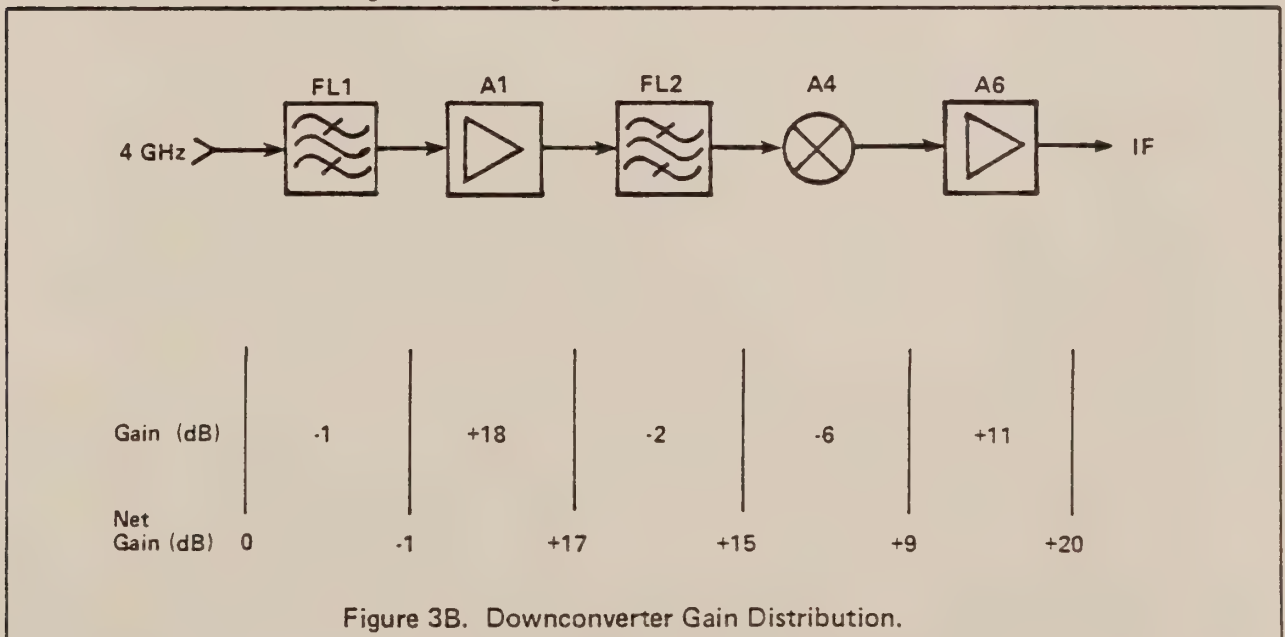 FL1 A1 FL2 A4 A6
4 GHz IF
Gain (dB) -1 +18 -2 -6 +11
Net
Gain (dB) 0 -1 +17 +15 +9 +20
Figure 3B. Downconverter Gain Distribution.